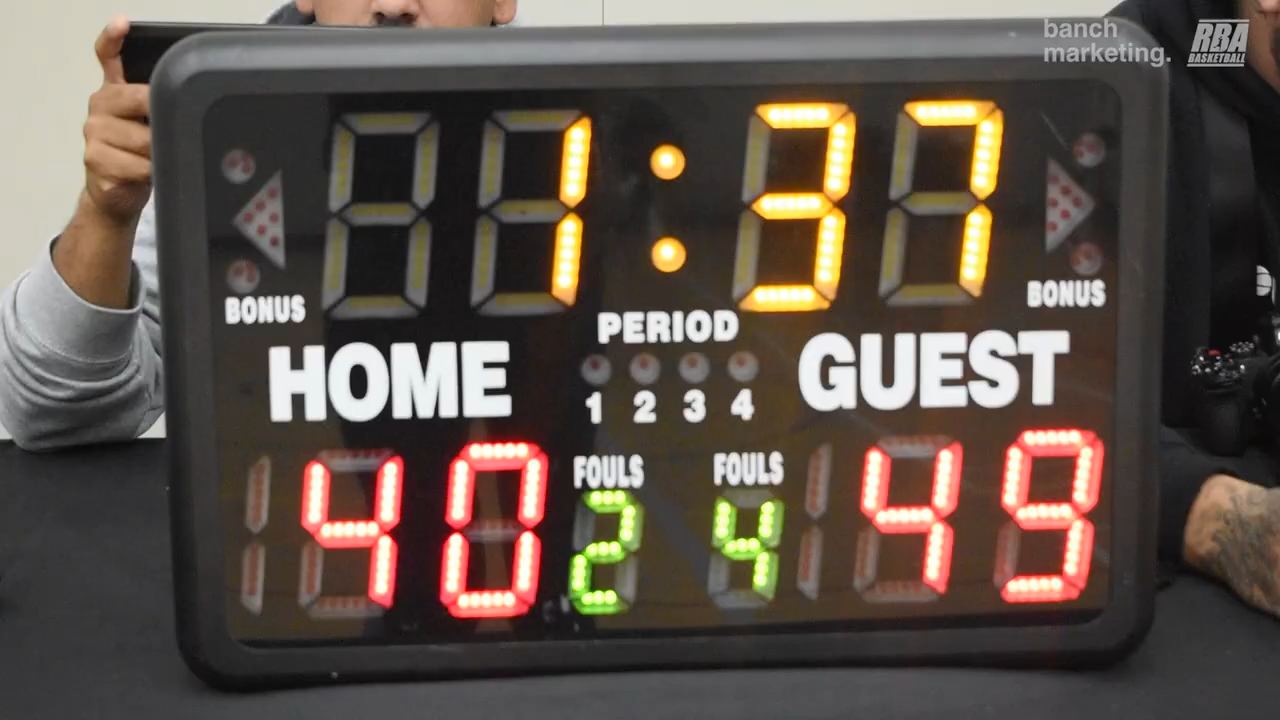 banch
marketing.
RBA
BASKETBALL
1:37
BONUS
BONUS
PERIOD
HOME
GUEST
1 2 3 4
FOULS
FOULS
40
2
4
49